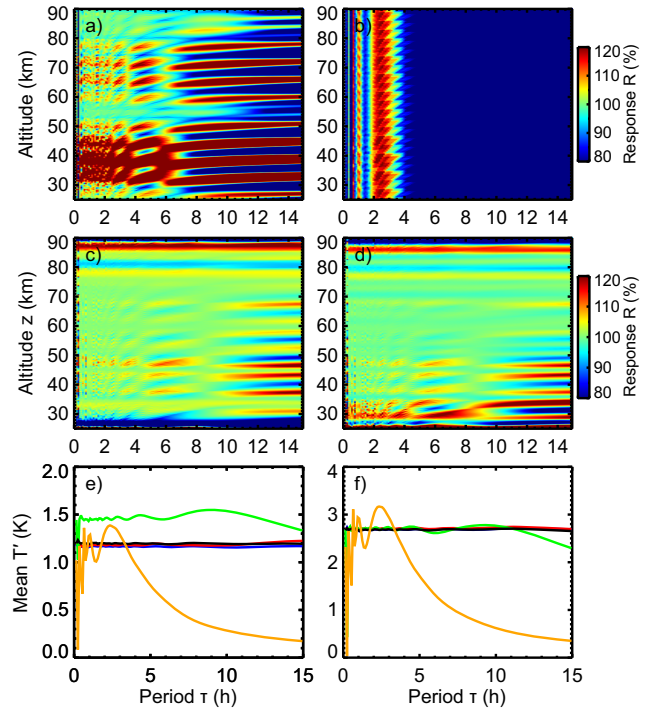 a) b)
90
80
70
60
50
40
30
Altitude (km)
0 2 4 6 8 10 12 14
0 2 4 6 8 10 12 14
120
110
100
90
80
Response R (%)
c) d)
90
80
70
60
50
40
30
Altitude z (km)
0 2 4 6 8 10 12 14
0 2 4 6 8 10 12 14
120
110
100
90
80
Response R (%)
e) f)
2.0
1.5
1.2
0.5
0.0
Mean T′ (K)
0 5 10 15
Period τ (h)
4
3
2
1
0
0 5 10 15
Period τ (h)